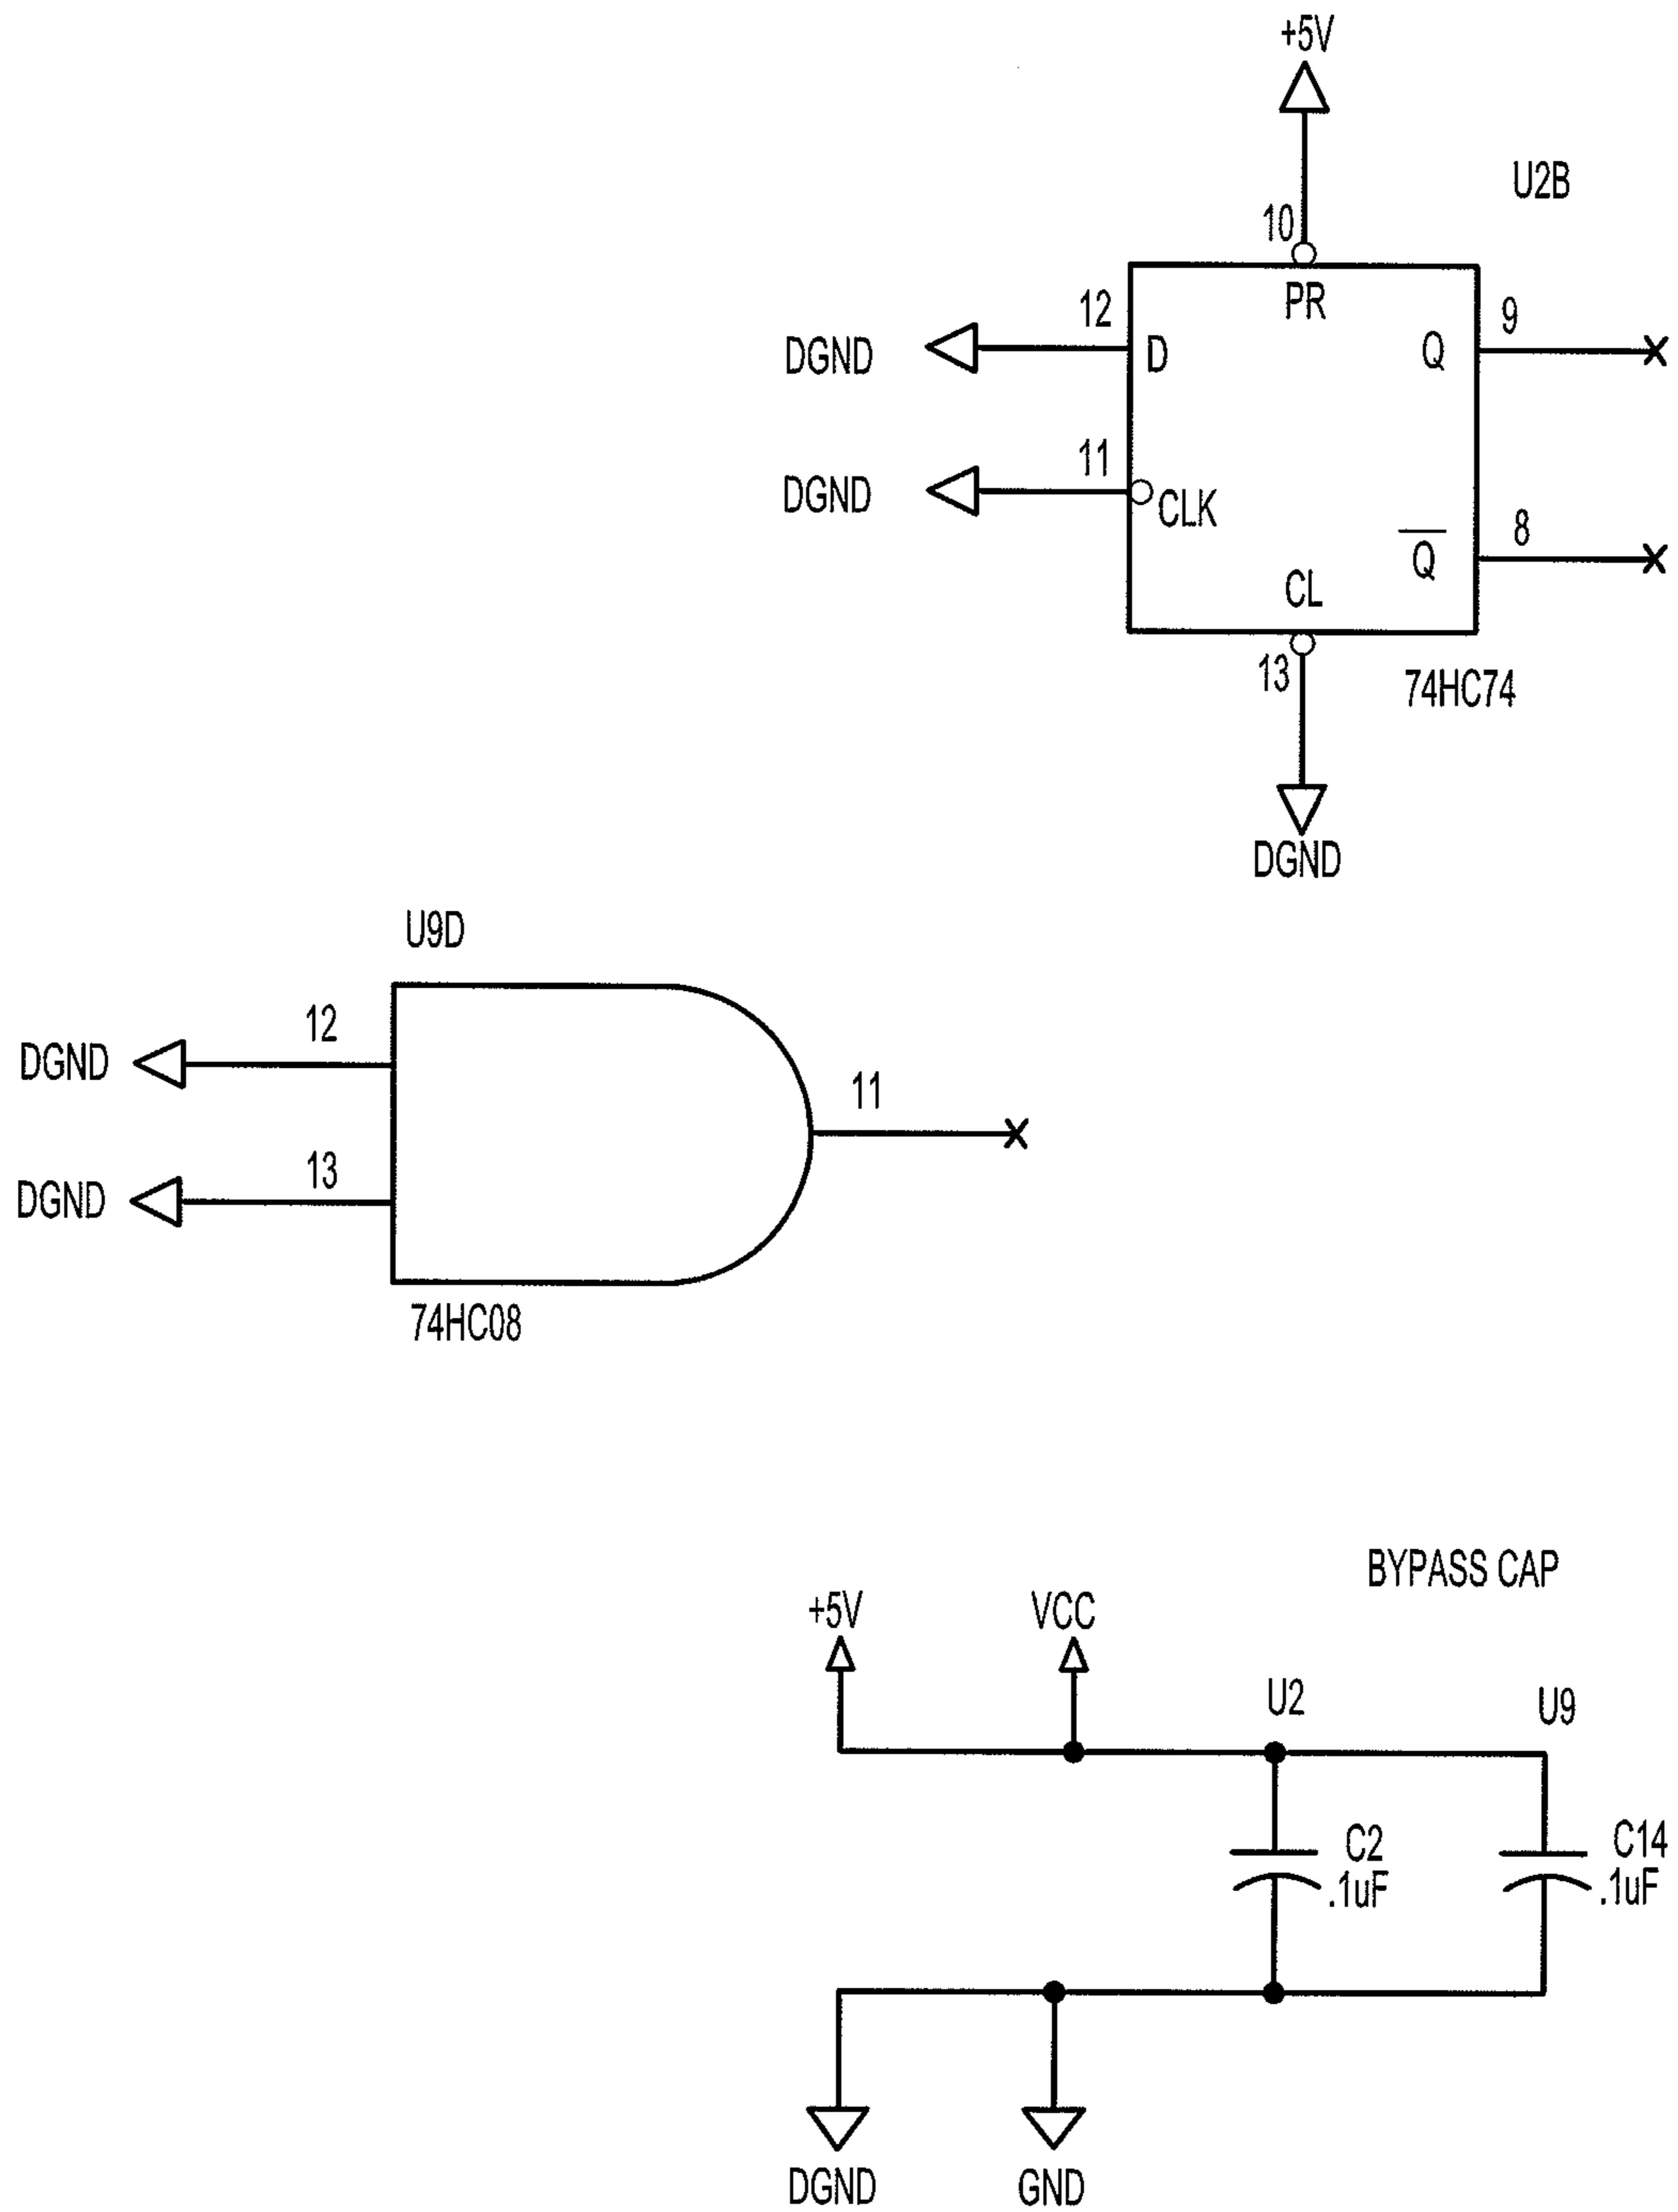 +5V
U2B
10
PR
12
DGND
D
Q
9
11
DGND
CLK
Q
8
CL
13
74HC74
DGND
U9D
12
DGND
11
13
DGND
74HC08
BYPASS CAP
+5V
VCC
U2
U9
C2
.1uF
C14
.1uF
DGND
GND